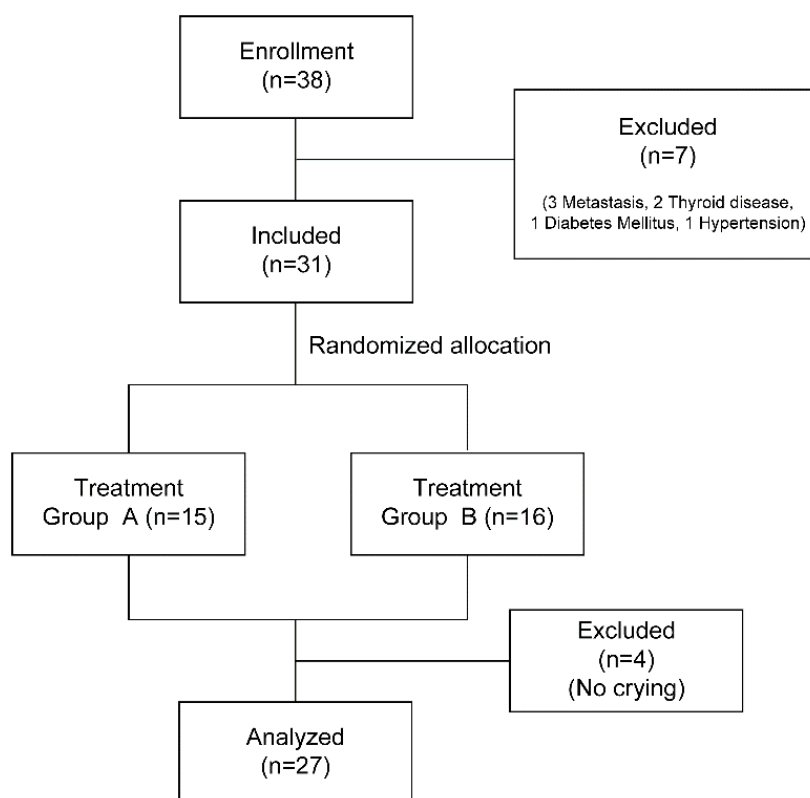 Enrollment
(n=38)
Excluded
(n=7)
(3 Metastasis, 2 Thyroid disease,
1 Diabetes Mellitus, 1 Hypertension)
Included
(n=31)
Randomized allocation
Treatment
Group A (n=15)
Treatment
Group B (n=16)
Excluded
(n=4)
(No crying)
Analyzed
(n=27)